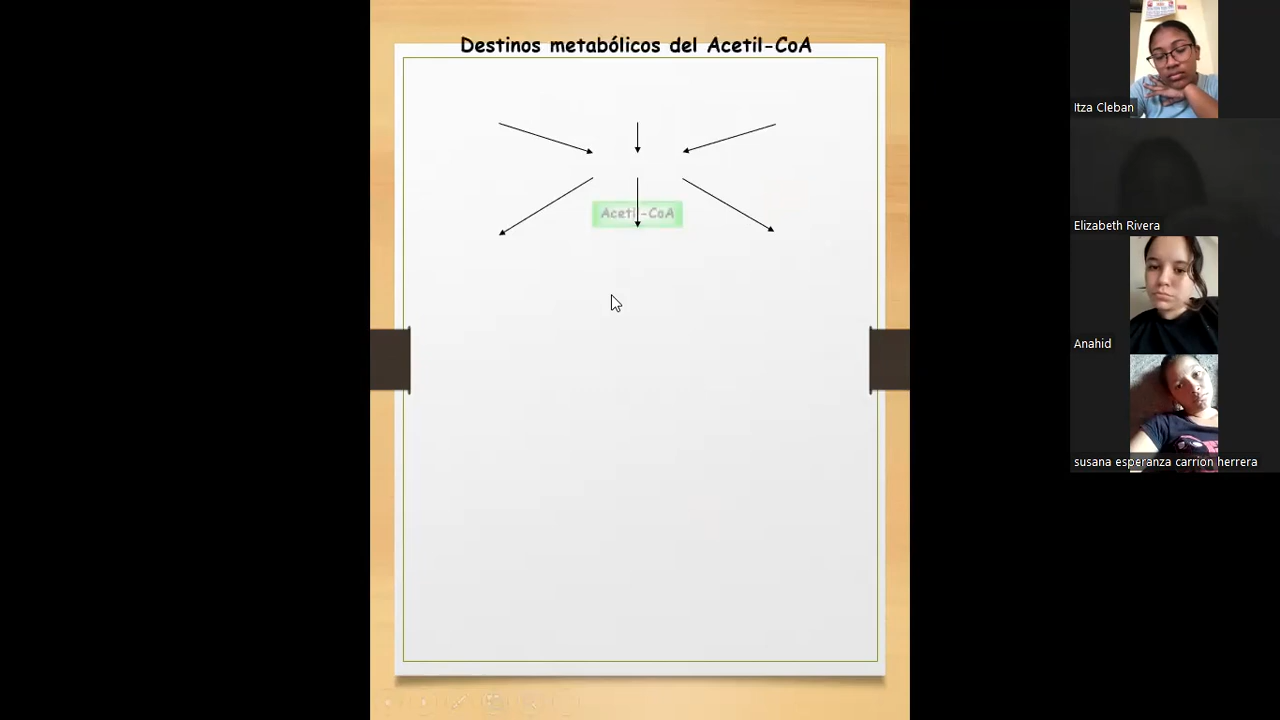 Destinos metabólicos del Acetil-CoA
Acetil-CoA
Itza Cleban
Elizabeth Rivera
Anahid
susana esperanza carrion herrera